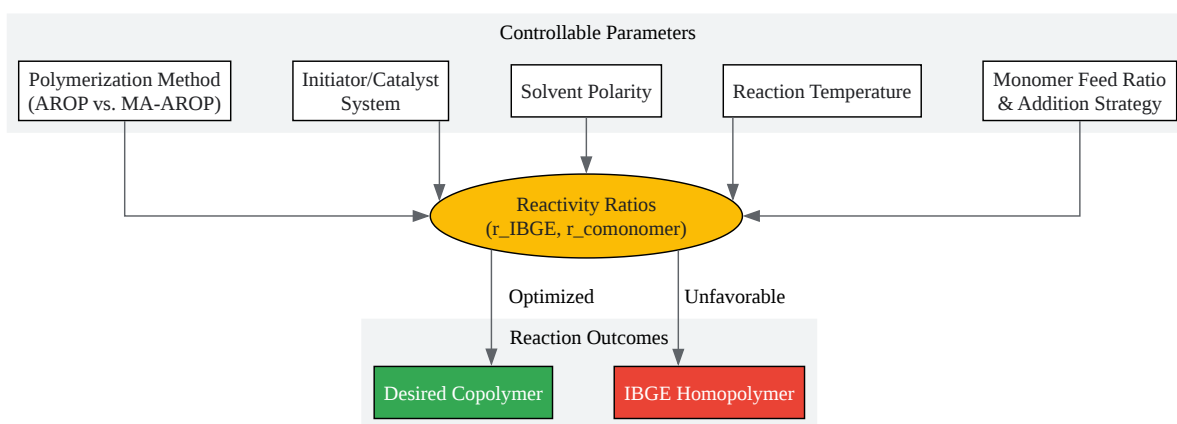 Controllable Parameters
Polymerization Method
(AROP vs. MA-AROP)
Initiator/Catalyst
System
Solvent Polarity
Reaction Temperature
Monomer Feed Ratio
& Addition Strategy
Reactivity Ratios
(r_IBGE, r_comonomer)
Optimized
Unfavorable
Reaction Outcomes
Desired Copolymer
IBGE Homopolymer